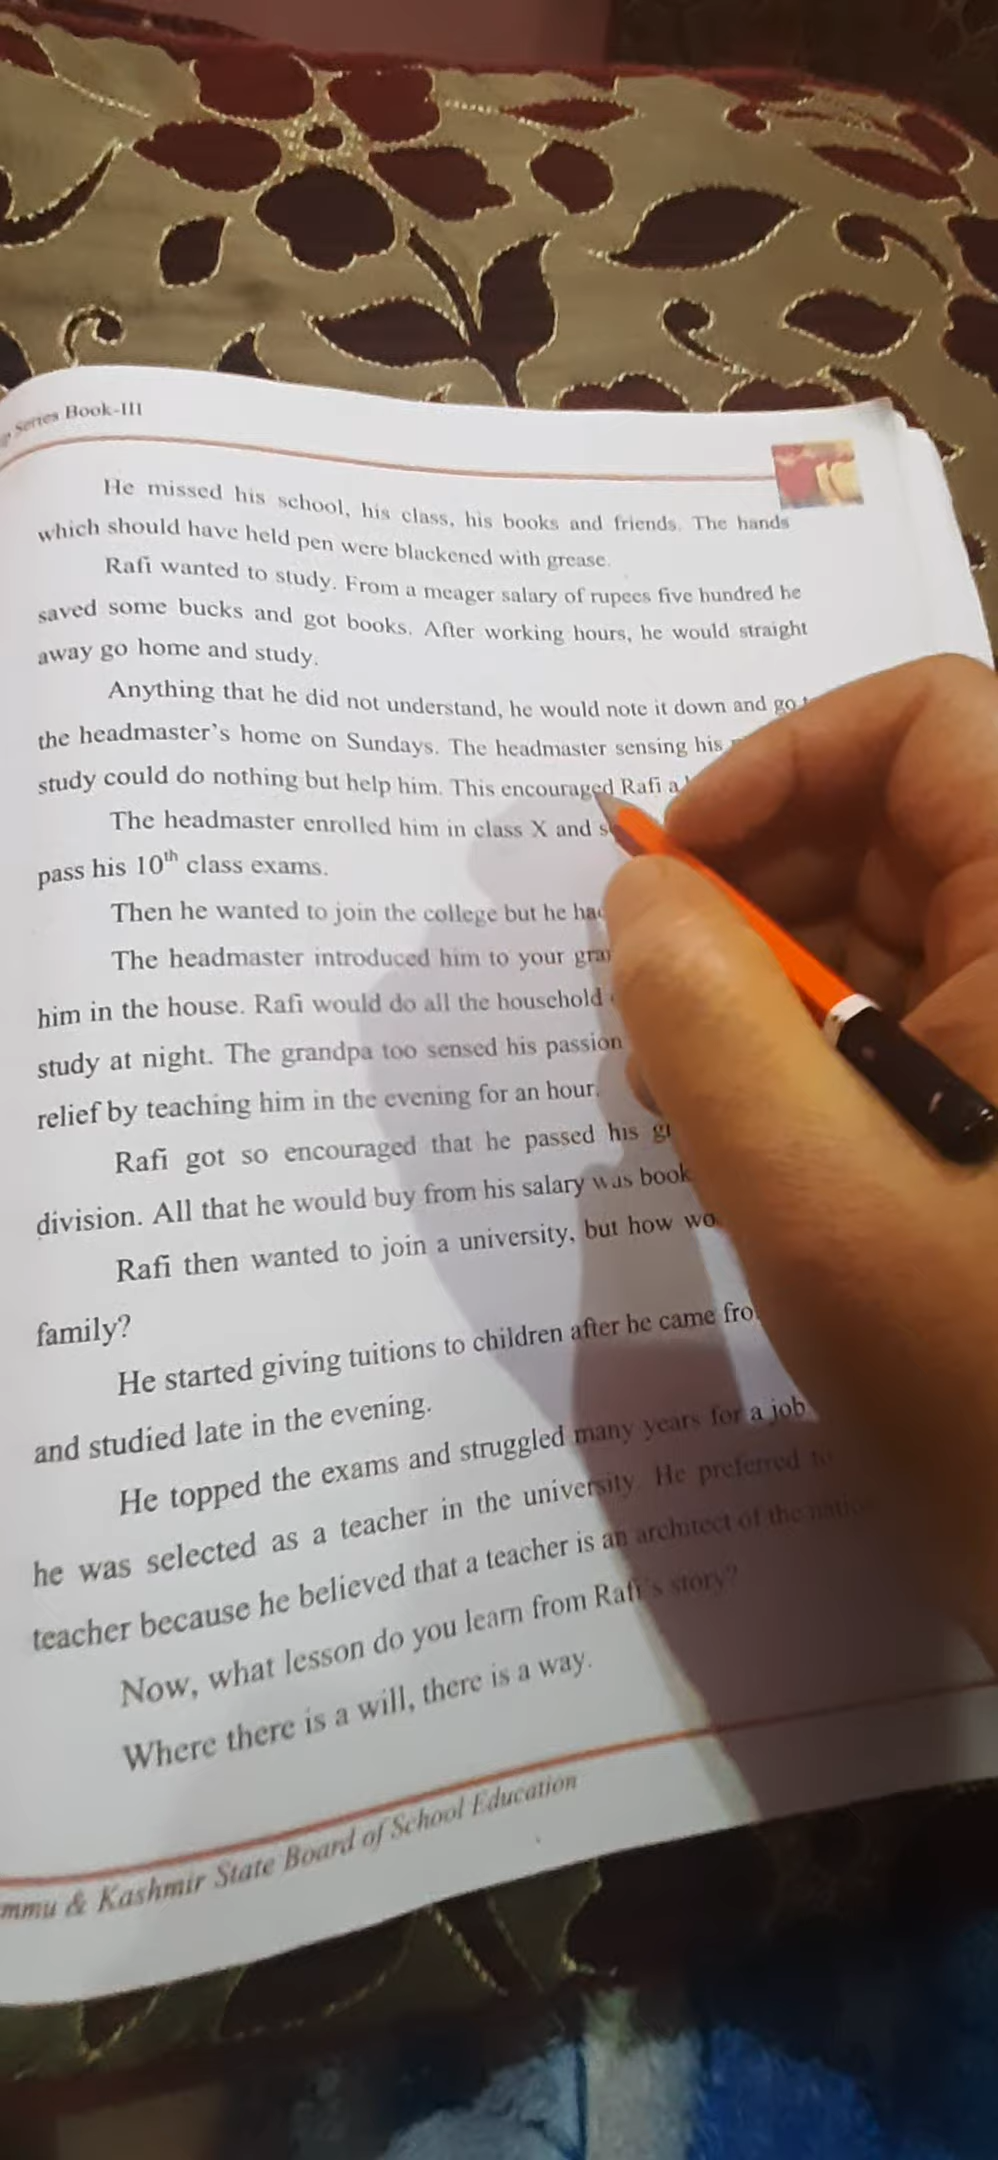 Series Book-III
He missed his school, his class, his books and friends. The hands
which should have held pen were blackened with grease.
Rafi wanted to study. From a meager salary of rupees five hundred he
saved some bucks and got books. After working hours, he would straight
away go home and study.
Anything that he did not understand, he would note it down and go
the headmaster's home on Sundays. The headmaster sensing his
study could do nothing but help him. This encouraged Rafi a
The headmaster enrolled him in class X and
pass his 10th class exams.
Then he wanted to join the college but he
The headmaster introduced him to your
him in the house. Rafi would do all the household
study at night. The grandpa too sensed his passion
relief by teaching him in the evening for an hour.
Rafi got so encouraged that he passed his
division. All that he would buy from his salary was book
Rafi then wanted to join a university, but how
family?
He started giving tuitions to children after he came
and studied late in the evening.
He topped the exams and struggled many years for a job
he was selected as a teacher in the university. He preferred to
teacher because he believed that a teacher is an architect of the
Now, what lesson do you learn from Rafi's story?
Where there is a will, there is a way.
& Kashmir State Board of School Education